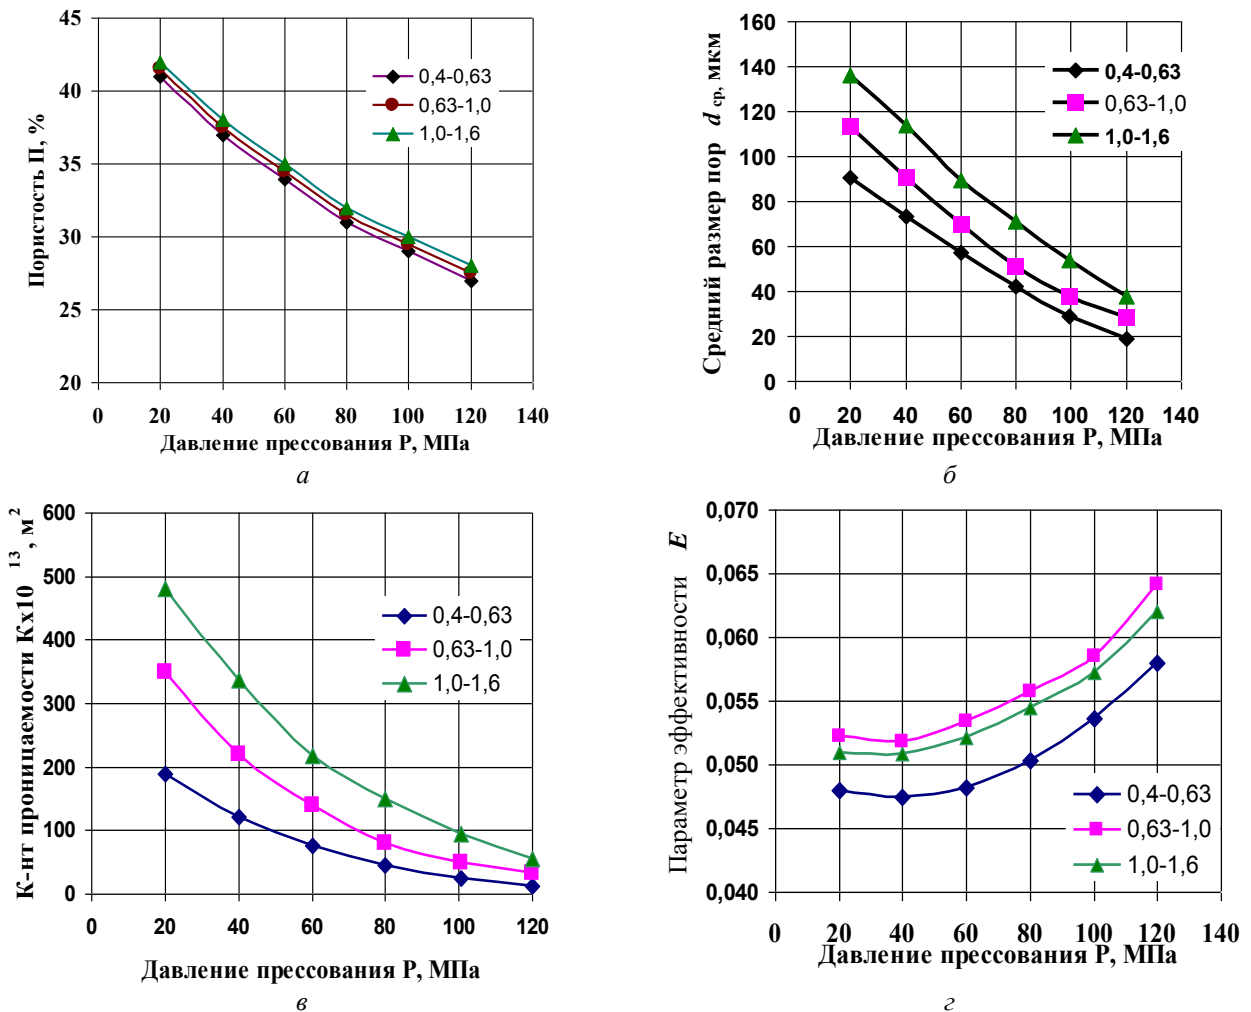 Пористость П, %
45
40
35
30
25
20
0 20 40 60 80 100 120 140
Давление прессования Р, МПа
0,4-0,63
0,63-1,0
1,0-1,6
а
Средний размер пор d ср, мкм
160
140
120
100
80
60
40
20
0
0 20 40 60 80 100 120 140
Давление прессования Р, МПа
0,4-0,63
0,63-1,0
1,0-1,6
б
К-нт проницаемости Kx10 13 , м2
600
500
400
300
200
100
0
0 20 40 60 80 100 120
Давление прессования Р, МПа
0,4-0,63
0,63-1,0
1,0-1,6
в
Параметр эффективности E
0,070
0,065
0,060
0,055
0,050
0,045
0,040
0 20 40 60 80 100 120 140
Давление прессования Р, МПа
0,4-0,63
0,63-1,0
1,0-1,6
г